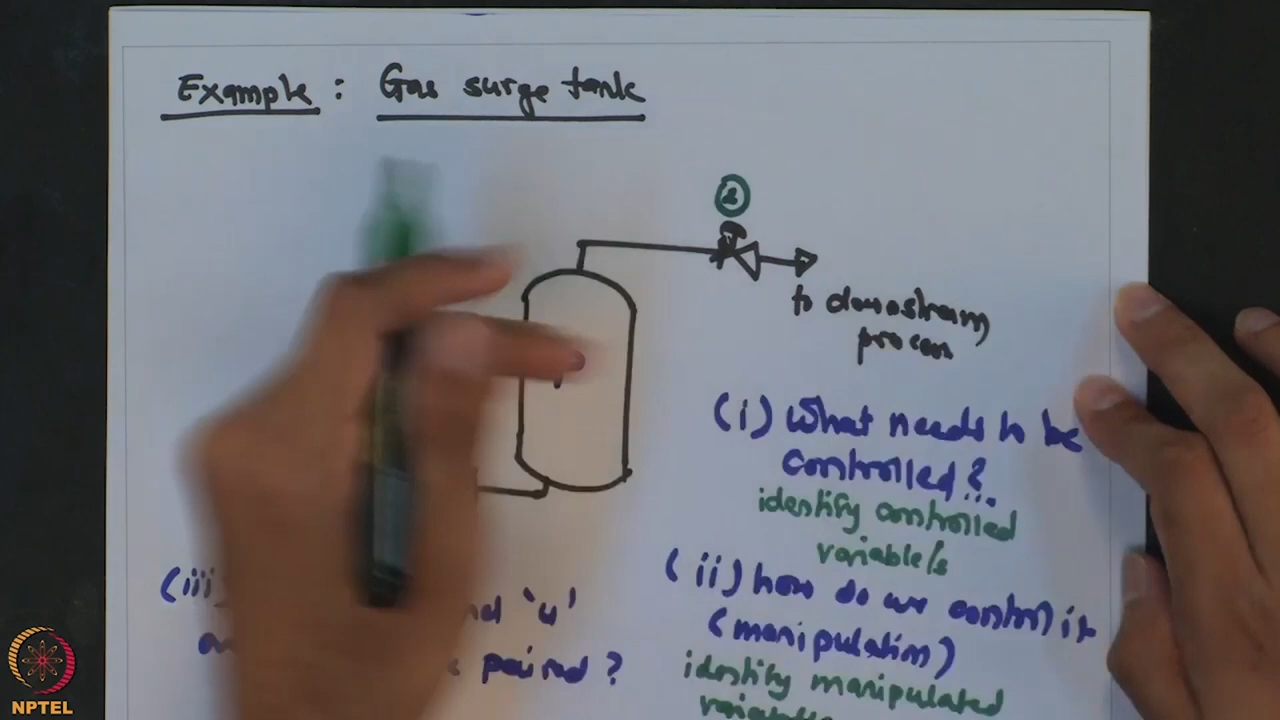 Example : Gas surge tank
2
to downstream
process
(i) What needs to be
controlled?
identify controlled
variable/s
(ii) how do we control it
(manipulation)
identify manipulated
(iii)
'u'
paired ?
NPTEL